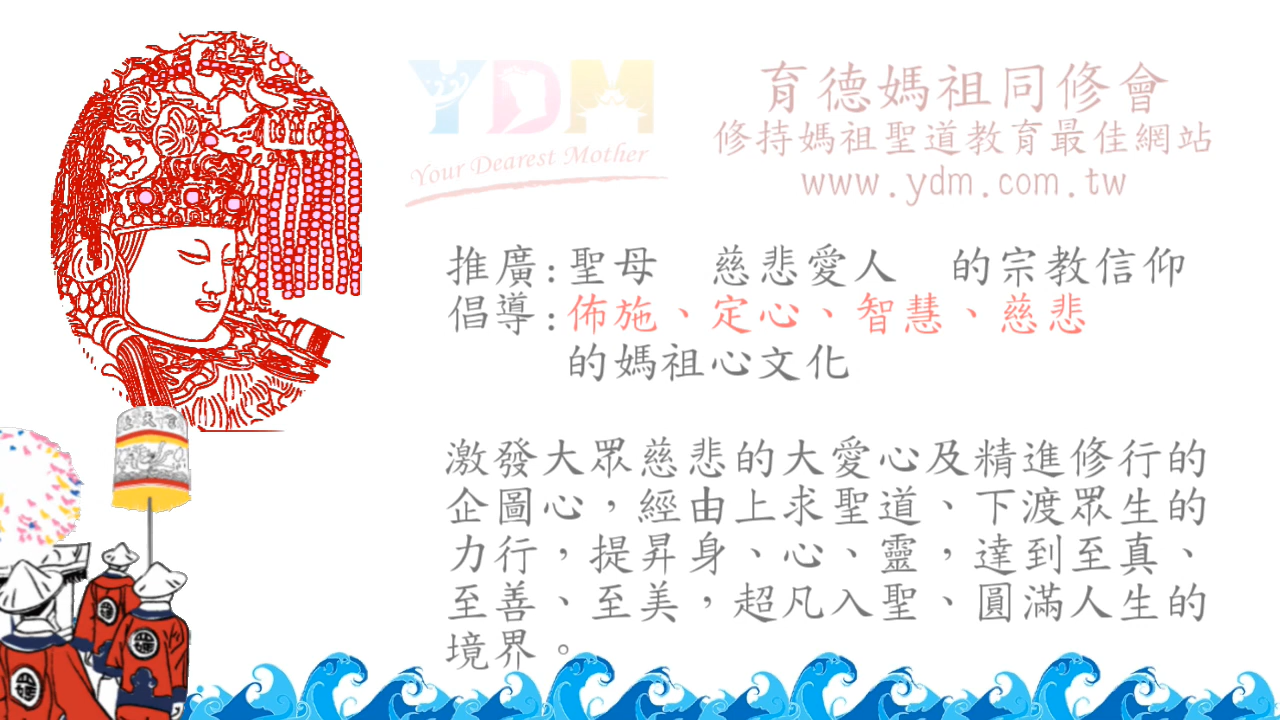 YDM
Your Dearest Mother
育德媽祖同修會
修持媽祖聖道教育最佳網站
www.ydm.com.tw
推廣:聖母 慈悲愛人 的宗教信仰
倡導:佈施、定心、智慧、慈悲
的媽祖心文化
激發大眾慈悲的大愛心及精進修行的
企圖心，經由上求聖道、下渡眾生的
力行，提昇身、心、靈，達到至真、
至善、至美，超凡入聖、圓滿人生的
境界。